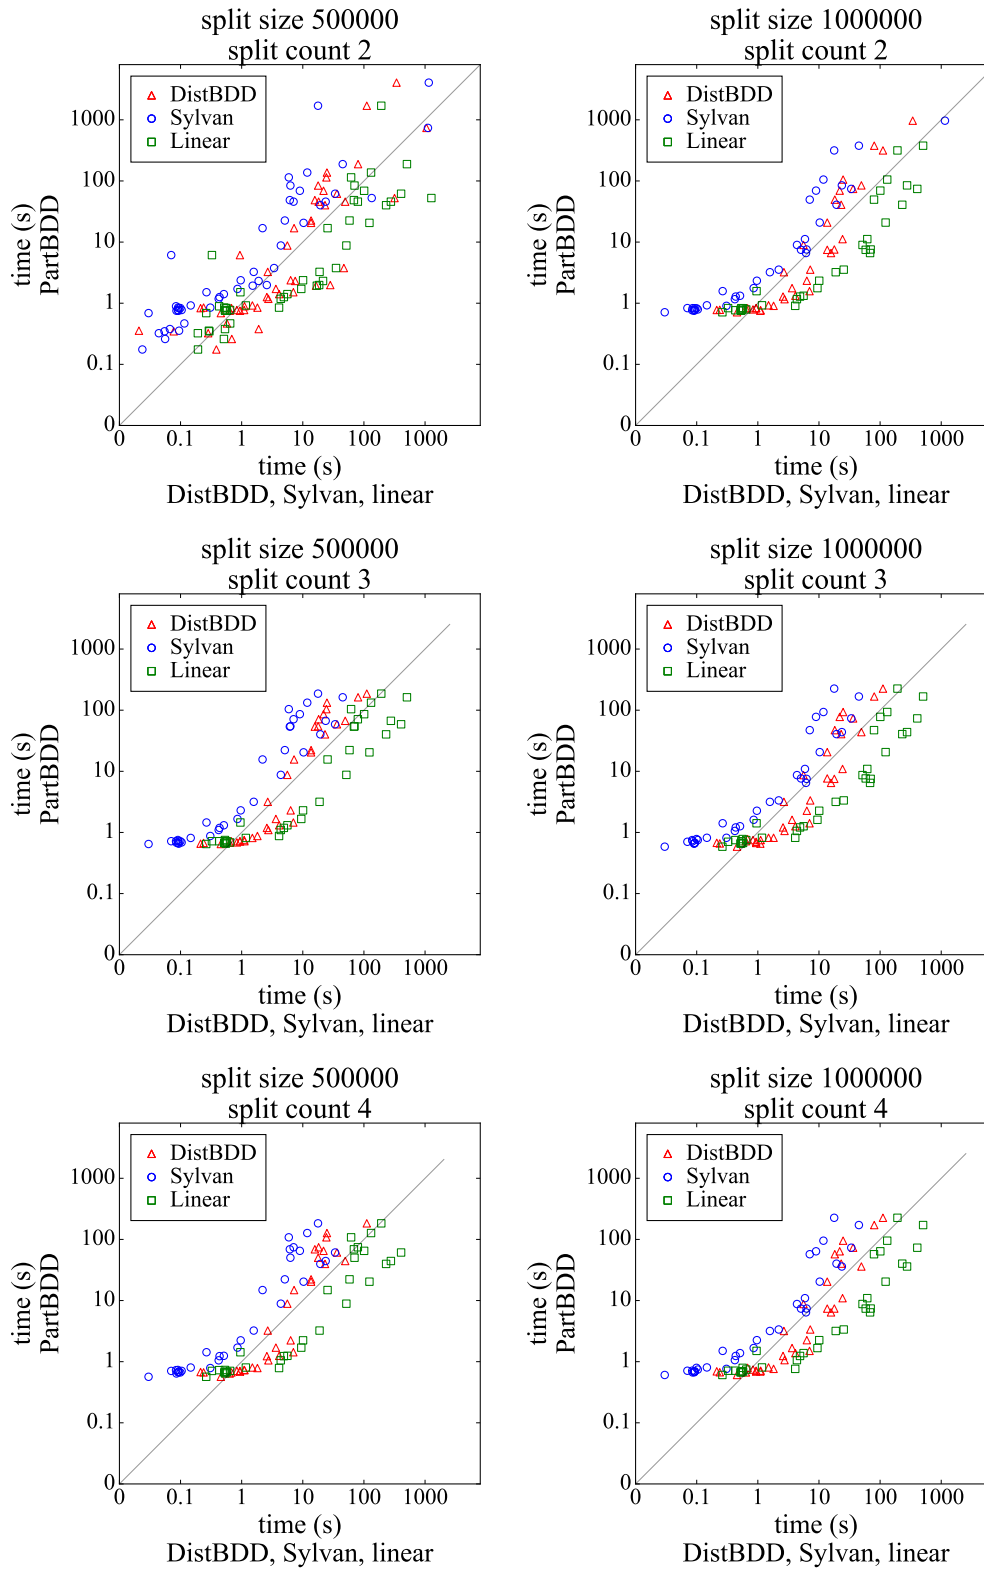 split size 500000
split count 2
time (s)
PartBDD
1000
100
10
1
0.1
0
DistBDD
Sylvan
Linear
0 0.1 1 10 100 1000
time (s)
DistBDD, Sylvan, linear
split size 1000000
split count 2
time (s)
PartBDD
1000
100
10
1
0.1
0
DistBDD
Sylvan
Linear
0 0.1 1 10 100 1000
time (s)
DistBDD, Sylvan, linear
split size 500000
split count 3
time (s)
PartBDD
1000
100
10
1
0.1
0
DistBDD
Sylvan
Linear
0 0.1 1 10 100 1000
time (s)
DistBDD, Sylvan, linear
split size 1000000
split count 3
time (s)
PartBDD
1000
100
10
1
0.1
0
DistBDD
Sylvan
Linear
0 0.1 1 10 100 1000
time (s)
DistBDD, Sylvan, linear
split size 500000
split count 4
time (s)
PartBDD
1000
100
10
1
0.1
0
DistBDD
Sylvan
Linear
0 0.1 1 10 100 1000
time (s)
DistBDD, Sylvan, linear
split size 1000000
split count 4
time (s)
PartBDD
1000
100
10
1
0.1
0
DistBDD
Sylvan
Linear
0 0.1 1 10 100 1000
time (s)
DistBDD, Sylvan, linear